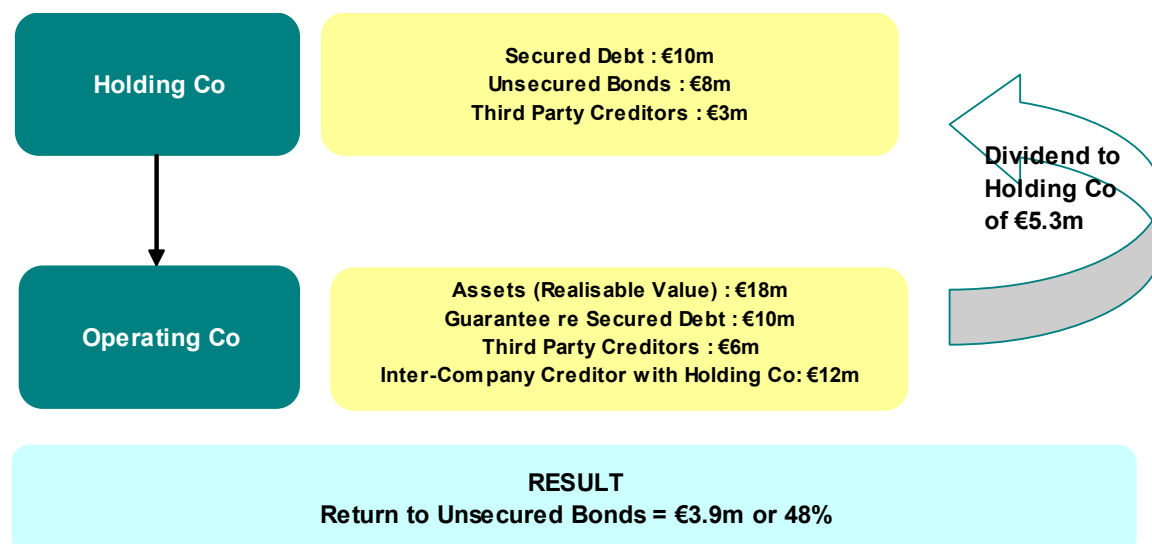 Holding Co
Secured Debt : €10m
Unsecured Bonds : €8m
Third Party Creditors : €3m
Dividend to
Holding Co
of €5.3m
Operating Co
Assets (Realisable Value) : €18m
Guarantee re Secured Debt : €10m
Third Party Creditors : €6m
Inter-Company Creditor with Holding Co: €12m
RESULT
Return to Unsecured Bonds = €3.9m or 48%